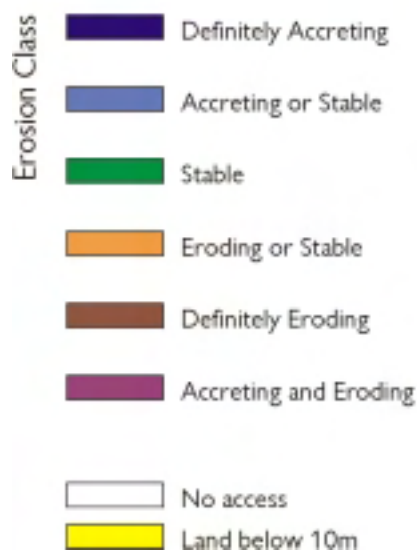 Erosion Class
Definitely Accreting
Accreting or Stable
Stable
Eroding or Stable
Definitely Eroding
Accreting and Eroding
No access
Land below 10m